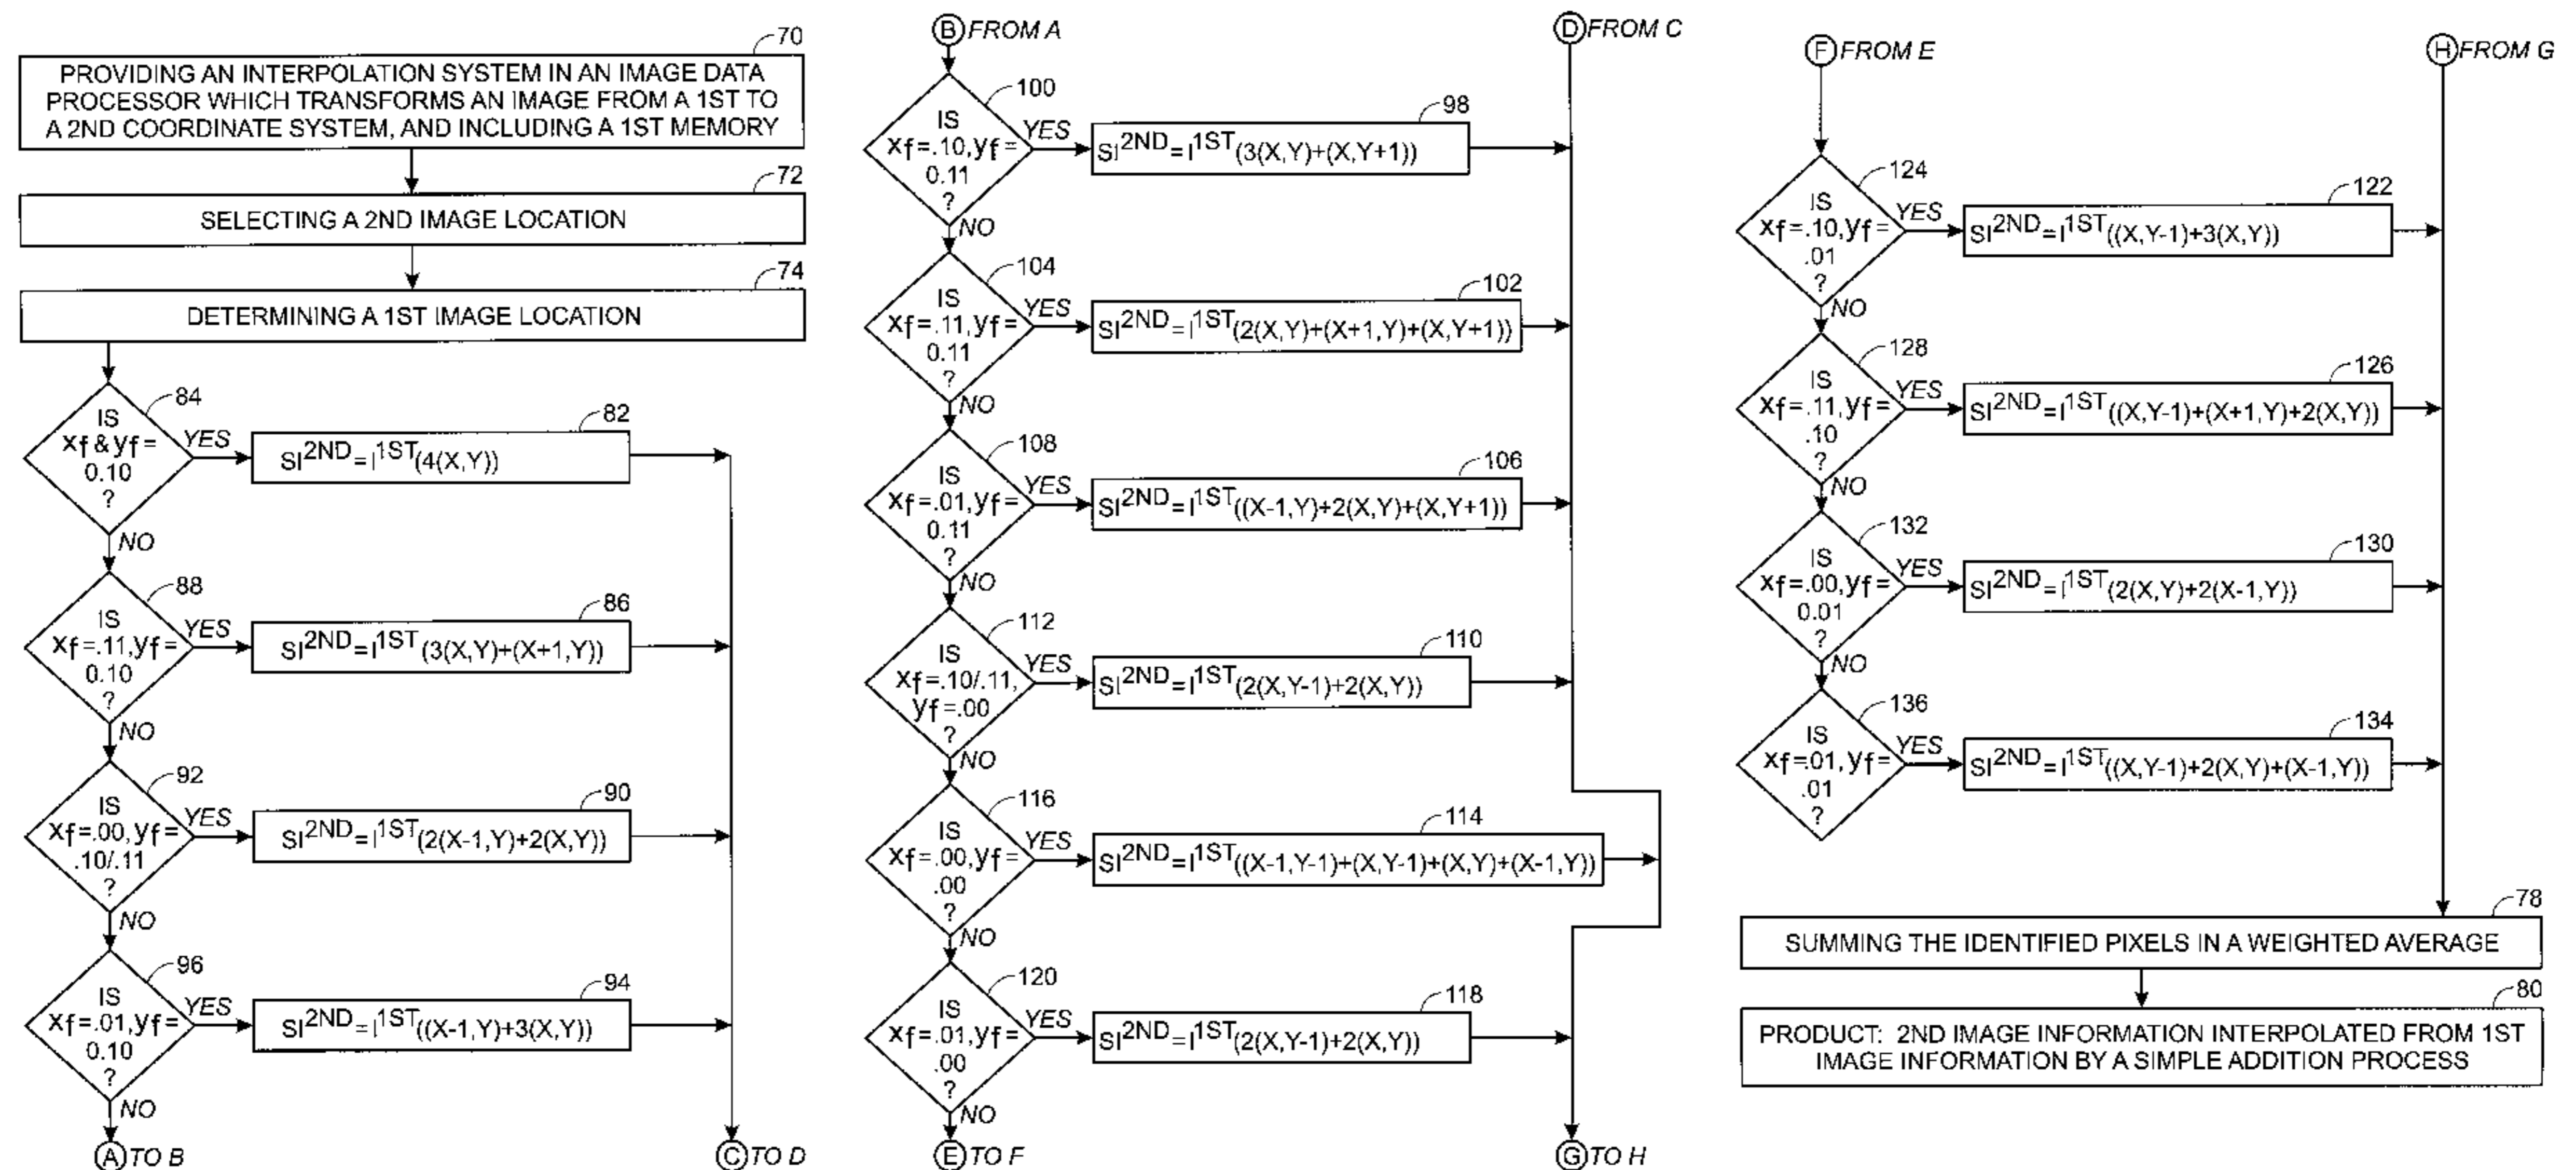 70
PROVIDING AN INTERPOLATION SYSTEM IN AN IMAGE DATA
PROCESSOR WHICH TRANSFORMS AN IMAGE FROM A 1ST TO
A 2ND COORDINATE SYSTEM, AND INCLUDING A 1ST MEMORY
72
SELECTING A 2ND IMAGE LOCATION
74
DETERMINING A 1ST IMAGE LOCATION
84
IS
xf & yf =
0.10
?
YES
82
SI2ND=I1ST(4(X,Y))
NO
88
IS
xf=.11,yf=
0.10
?
YES
86
SI2ND=I1ST(3(X,Y)+(X+1,Y))
NO
92
IS
xf=.00,yf=
.10/.11
?
YES
90
SI2ND=I1ST(2(X-1,Y)+2(X,Y))
NO
96
IS
xf=.01,yf=
0.10
?
YES
94
SI2ND=I1ST((X-1,Y)+3(X,Y))
NO
A TO B
C TO D
B FROM A
D FROM C
100
IS
xf=.10,yf=
0.11
?
YES
98
SI2ND=I1ST(3(X,Y)+(X,Y+1))
NO
104
IS
xf=.11,yf=
0.11
?
YES
102
SI2ND=I1ST(2(X,Y)+(X+1,Y)+(X,Y+1))
NO
108
IS
xf=.01,yf=
0.11
?
YES
106
SI2ND=I1ST((X-1,Y)+2(X,Y)+(X,Y+1))
NO
112
IS
xf=.10/.11,
yf=.00
?
YES
110
SI2ND=I1ST(2(X,Y-1)+2(X,Y))
NO
116
IS
xf=.00,yf=
.00
?
YES
114
SI2ND=I1ST((X-1,Y-1)+(X,Y-1)+(X,Y)+(X-1,Y))
NO
120
IS
xf=.01,yf=
.00
?
YES
118
SI2ND=I1ST(2(X,Y-1)+2(X,Y))
NO
E TO F
G TO H
F FROM E
H FROM G
124
IS
xf=.10,yf=
.01
?
YES
122
SI2ND=I1ST((X,Y-1)+3(X,Y))
NO
128
IS
xf=.11,yf=
.10
?
YES
126
SI2ND=I1ST((X,Y-1)+(X+1,Y)+2(X,Y))
NO
132
IS
xf=.00,yf=
0.01
?
YES
130
SI2ND=I1ST(2(X,Y)+2(X-1,Y))
NO
136
IS
xf=.01,yf=
.01
?
YES
134
SI2ND=I1ST((X,Y-1)+2(X,Y)+(X-1,Y))
78
SUMMING THE IDENTIFIED PIXELS IN A WEIGHTED AVERAGE
80
PRODUCT: 2ND IMAGE INFORMATION INTERPOLATED FROM 1ST
IMAGE INFORMATION BY A SIMPLE ADDITION PROCESS